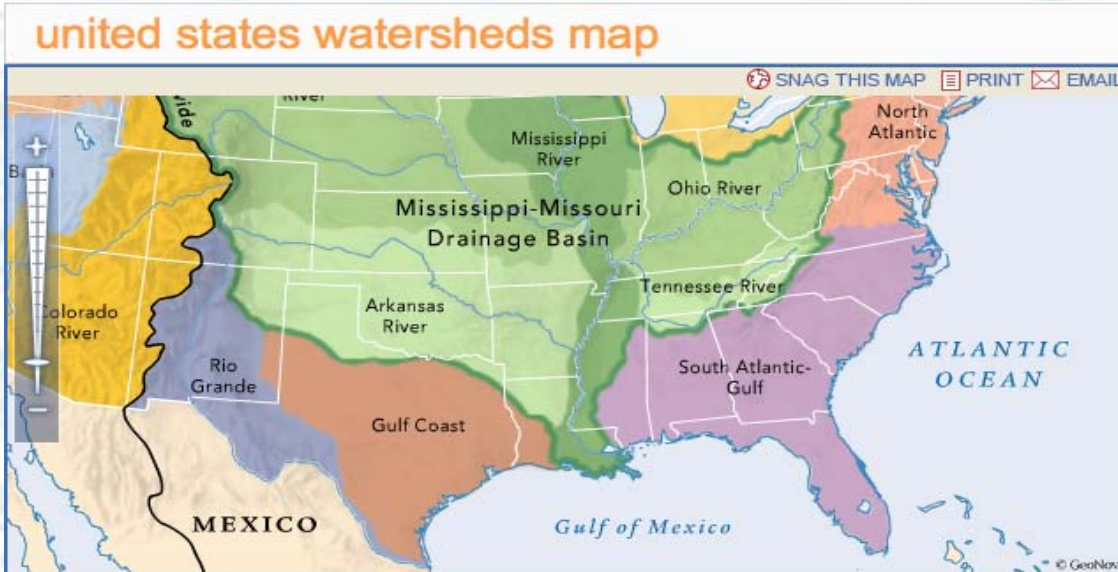 united states watersheds map
SNAG THIS MAP PRINT EMAIL
vide
River
North
Atlantic
Mississippi
River
Ohio River
Mississippi-Missouri
Drainage Basin
Tennessee River
Colorado
River
Arkansas
River
Rio
Grande
South Atlantic-
Gulf
ATLANTIC
OCEAN
Gulf Coast
MEXICO
Gulf of Mexico